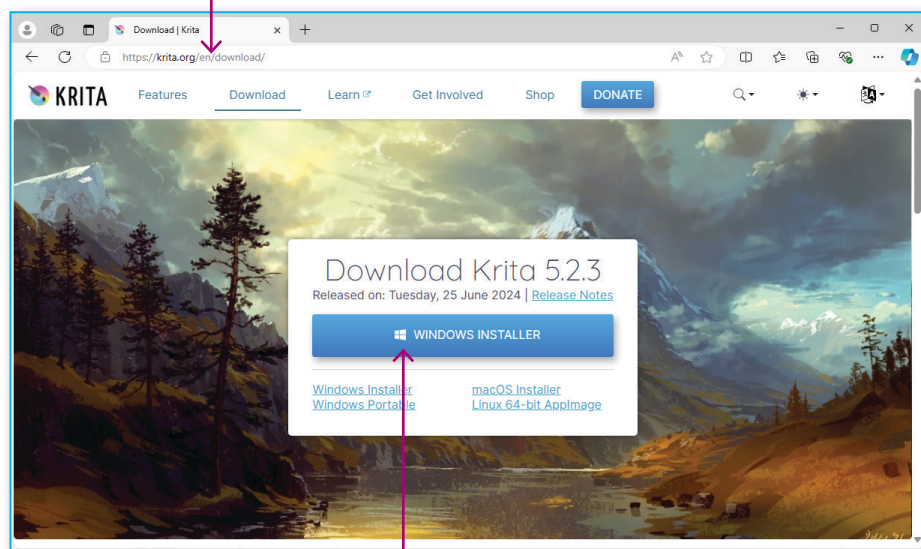 Download | Krita
https://krita.org/en/download/
KRITA
Features
Download
Learn
Get Involved
Shop
DONATE
Download Krita 5.2.3
Released on: Tuesday, 25 June 2024 | Release Notes
WINDOWS INSTALLER
Windows Installer
macOS Installer
Windows Portable
Linux 64-bit AppImage